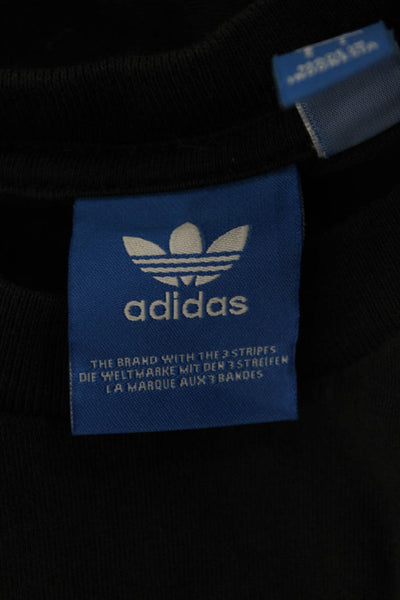 adidas
THE BRAND WITH THE 3 STRIPES
DIE WELTMARKE MIT DEN 3 STREIFEN
LA MARQUE AUX 3 BANDES